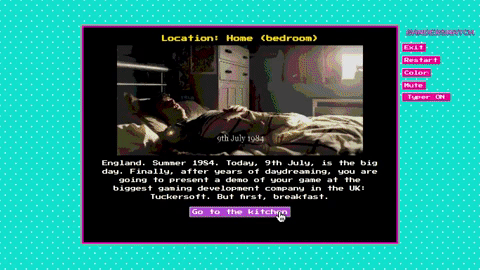 Location: Home (bedroom)
BANDERSNATCH
Exit
Restart
Color
Mute
Typer ON
9th July 1984
England. Summer 1984. Today, 9th July, is the big
day. Finally, after years of daydreaming, you are
going to present a demo of your game at the
biggest gaming development company in the UK:
Tuckersoft. But first, breakfast.
Go to the kitchen